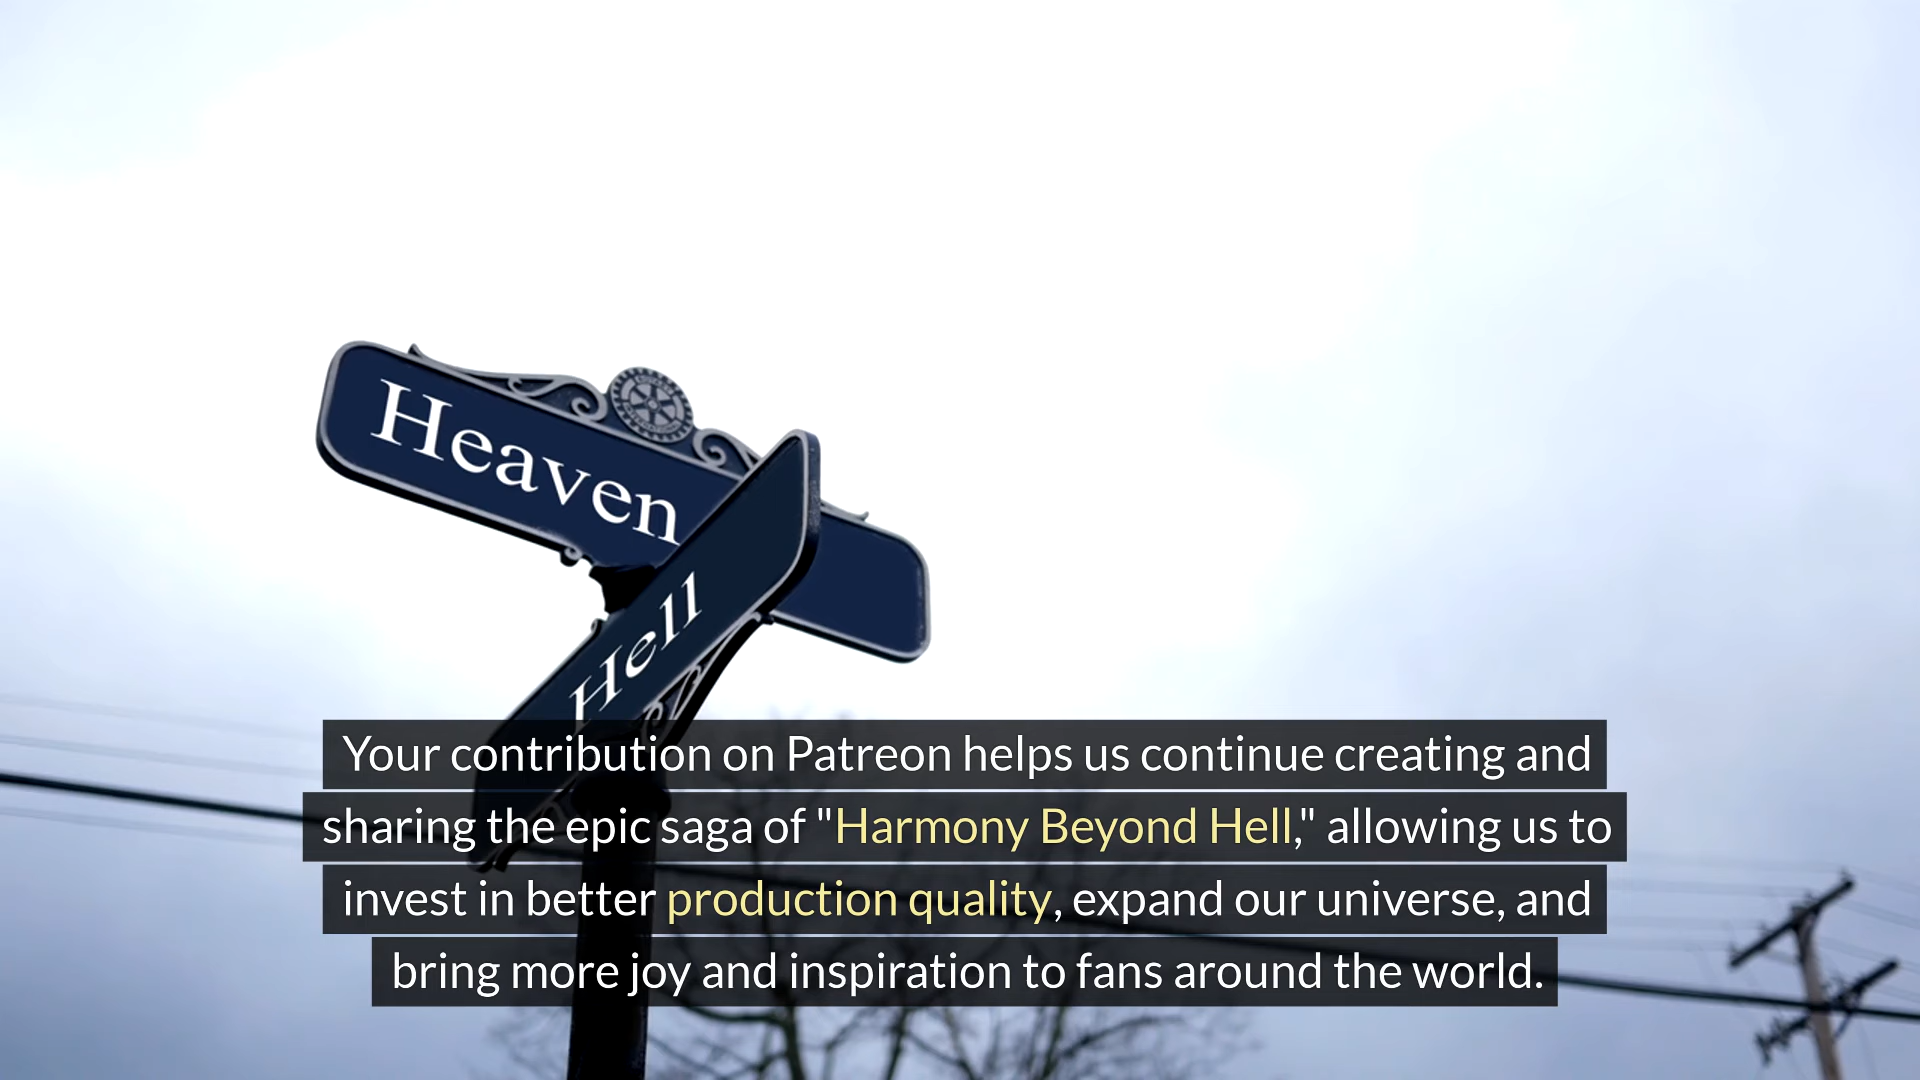 Heaven
Hell
Your contribution on Patreon helps us continue creating and
sharing the epic saga of "Harmony Beyond Hell," allowing us to
invest in better production quality, expand our universe, and
bring more joy and inspiration to fans around the world.